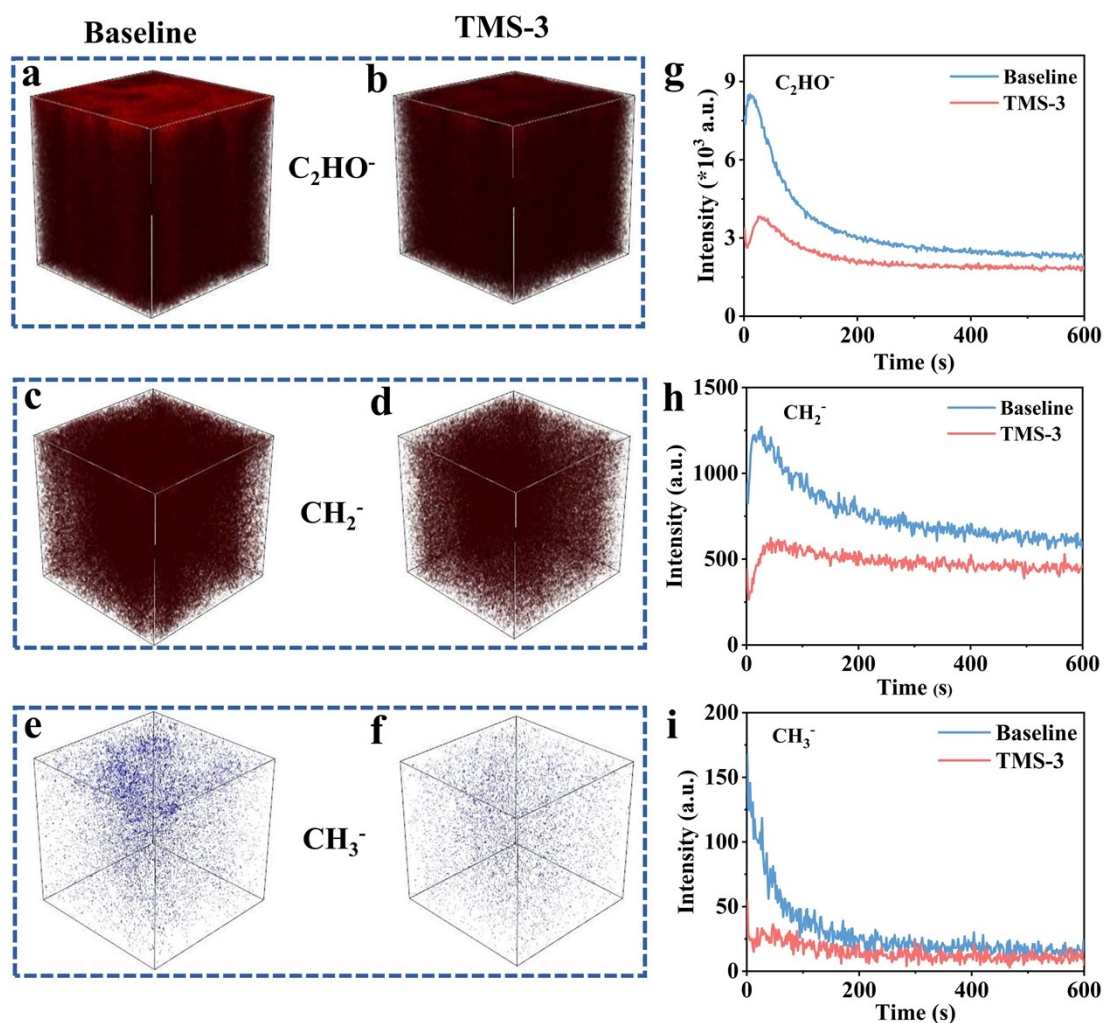 Baseline
TMS-3
a
b
C₂HO⁻
c
d
CH₂⁻
e
f
CH₃⁻
g
C₂HO⁻
Baseline
TMS-3
9
6
3
0
Intensity (*10³ a.u.)
0
200
400
600
Time (s)
h
CH₂⁻
Baseline
TMS-3
1500
1000
500
0
Intensity (a.u.)
0
200
400
600
Time (s)
i
CH₃⁻
Baseline
TMS-3
200
150
100
50
0
Intensity (a.u.)
0
200
400
600
Time (s)